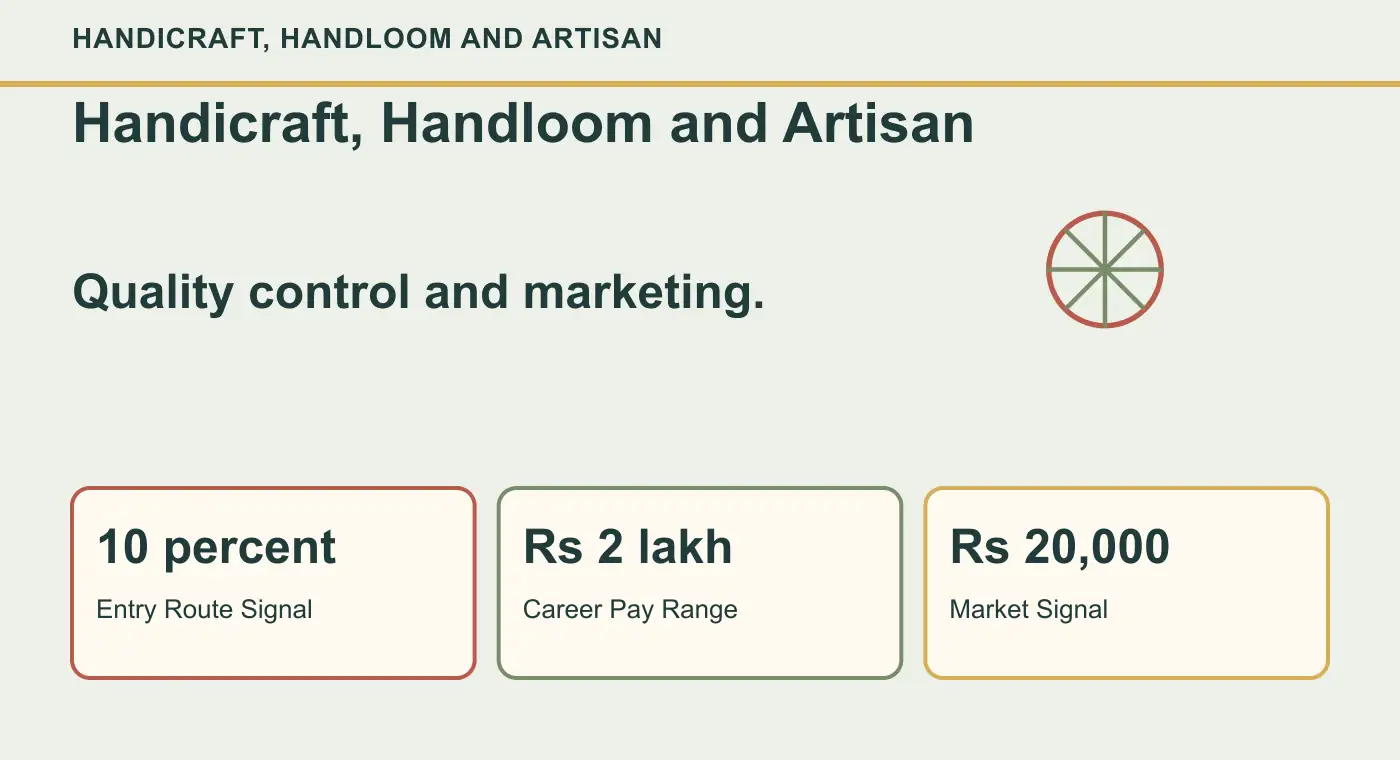 HANDICRAFT, HANDLOOM AND ARTISAN
Handicraft, Handloom and Artisan
Quality control and marketing.
10 percent
Entry Route Signal
Rs 2 lakh
Career Pay Range
Rs 20,000
Market Signal